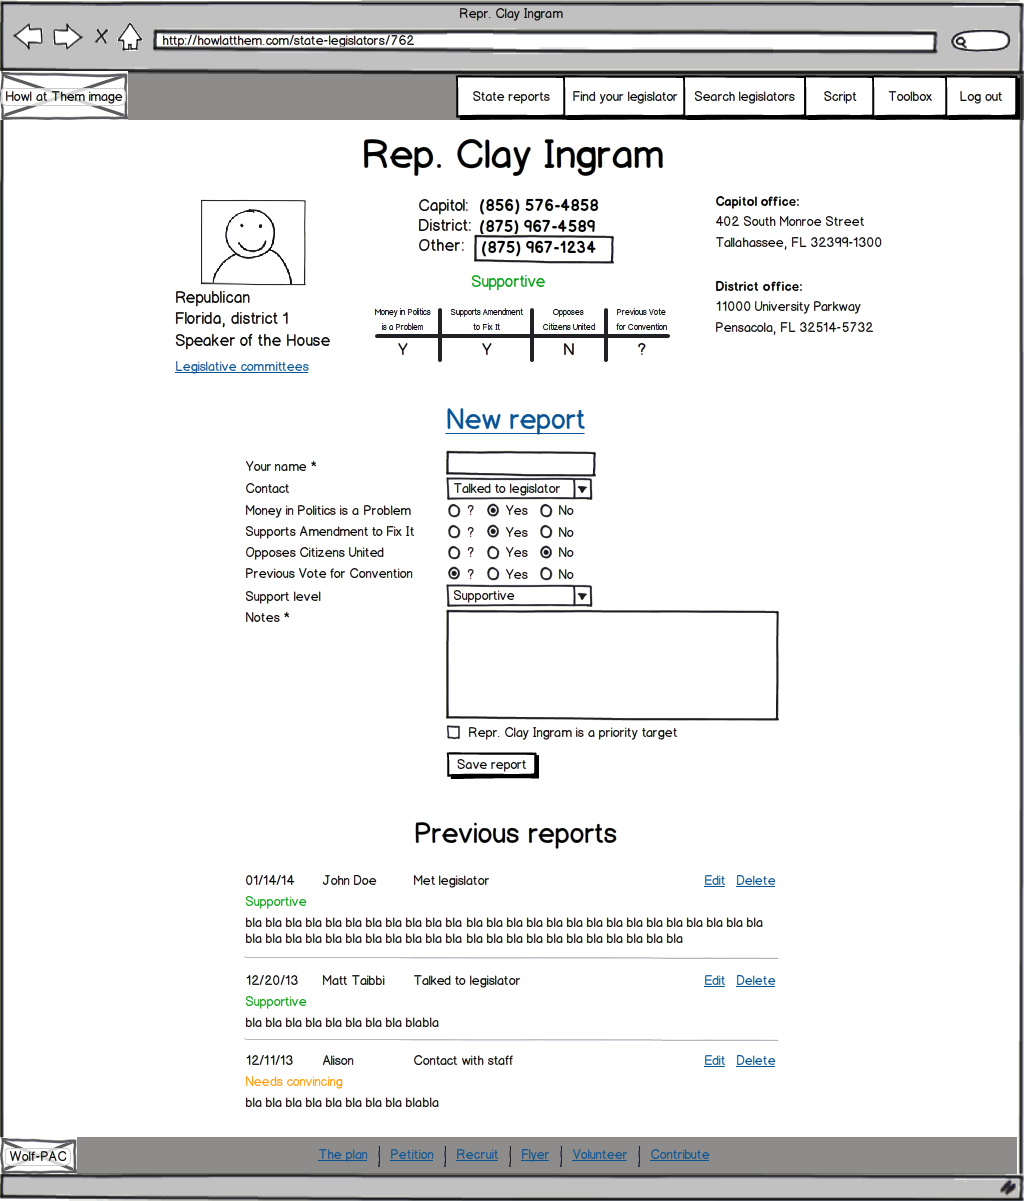 Repr. Clay Ingram
http://howlatthem.com/state-legislators/762
Howl at Them image
State reports
Find your legislator
Search legislators
Script
Toolbox
Log out
Rep. Clay Ingram
Republican
Florida, district 1
Speaker of the House
Legislative committees
Capitol: (856) 576-4858
District: (875) 967-4589
Other: (875) 967-1234
Supportive
Money in Politics is a Problem
Supports Amendment to Fix It
Opposes Citizens United
Previous Vote for Convention
Y Y N ?
Capitol office:
402 South Monroe Street
Tallahassee, FL 32399-1300
District office:
11000 University Parkway
Pensacola, FL 32514-5732
New report
Your name *
Contact Talked to legislator
Money in Politics is a Problem ? Yes No
Supports Amendment to Fix It ? Yes No
Opposes Citizens United ? Yes No
Previous Vote for Convention ? Yes No
Support level Supportive
Notes *
Repr. Clay Ingram is a priority target
Save report
Previous reports
01/14/14 John Doe Met legislator Edit Delete
Supportive
bla bla bla bla bla bla bla bla bla bla bla bla bla bla bla bla bla bla bla bla bla bla bla bla bla bla
bla bla bla bla bla bla bla bla bla bla bla bla bla bla bla bla bla bla bla bla bla bla
12/20/13 Matt Taibbi Talked to legislator Edit Delete
Supportive
bla bla bla bla bla bla bla bla blabla
12/11/13 Alison Contact with staff Edit Delete
Needs convincing
bla bla bla bla bla bla bla bla blabla
Wolf-PAC
The plan
Petition
Recruit
Flyer
Volunteer
Contribute